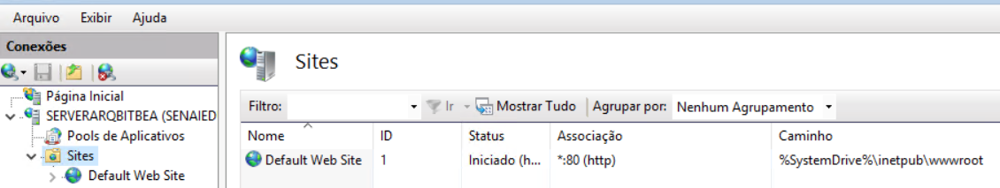 Arquivo Exibir Ajuda
Conexões
Sites
Página Inicial
SERVERARQBITBEA (SENAIED
Pools de Aplicativos
Sites
Default Web Site
Filtro: Ir Mostrar Tudo Agrupar por: Nenhum Agrupamento
Nome ID Status Associação Caminho
Default Web Site 1 Iniciado (h... *:80 (http) %SystemDrive%\inetpub\wwwroot